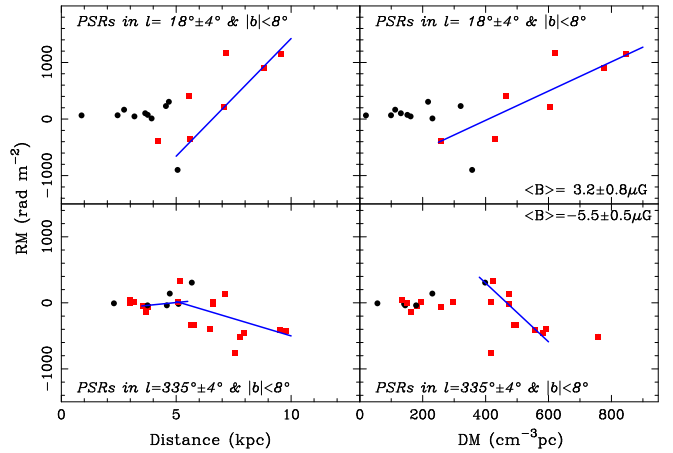 PSRs in l= 18°±4° & |b|<8°
PSRs in l= 18°±4° & |b|<8°
1000
0
−1000
<B>= 3.2±0.8μG
<B>=−5.5±0.5μG
RM (rad m−2)
1000
0
−1000
PSRs in l=335°±4° & |b|<8°
PSRs in l=335°±4° & |b|<8°
0 5 10
0 200 400 600 800
Distance (kpc)
DM (cm−3pc)